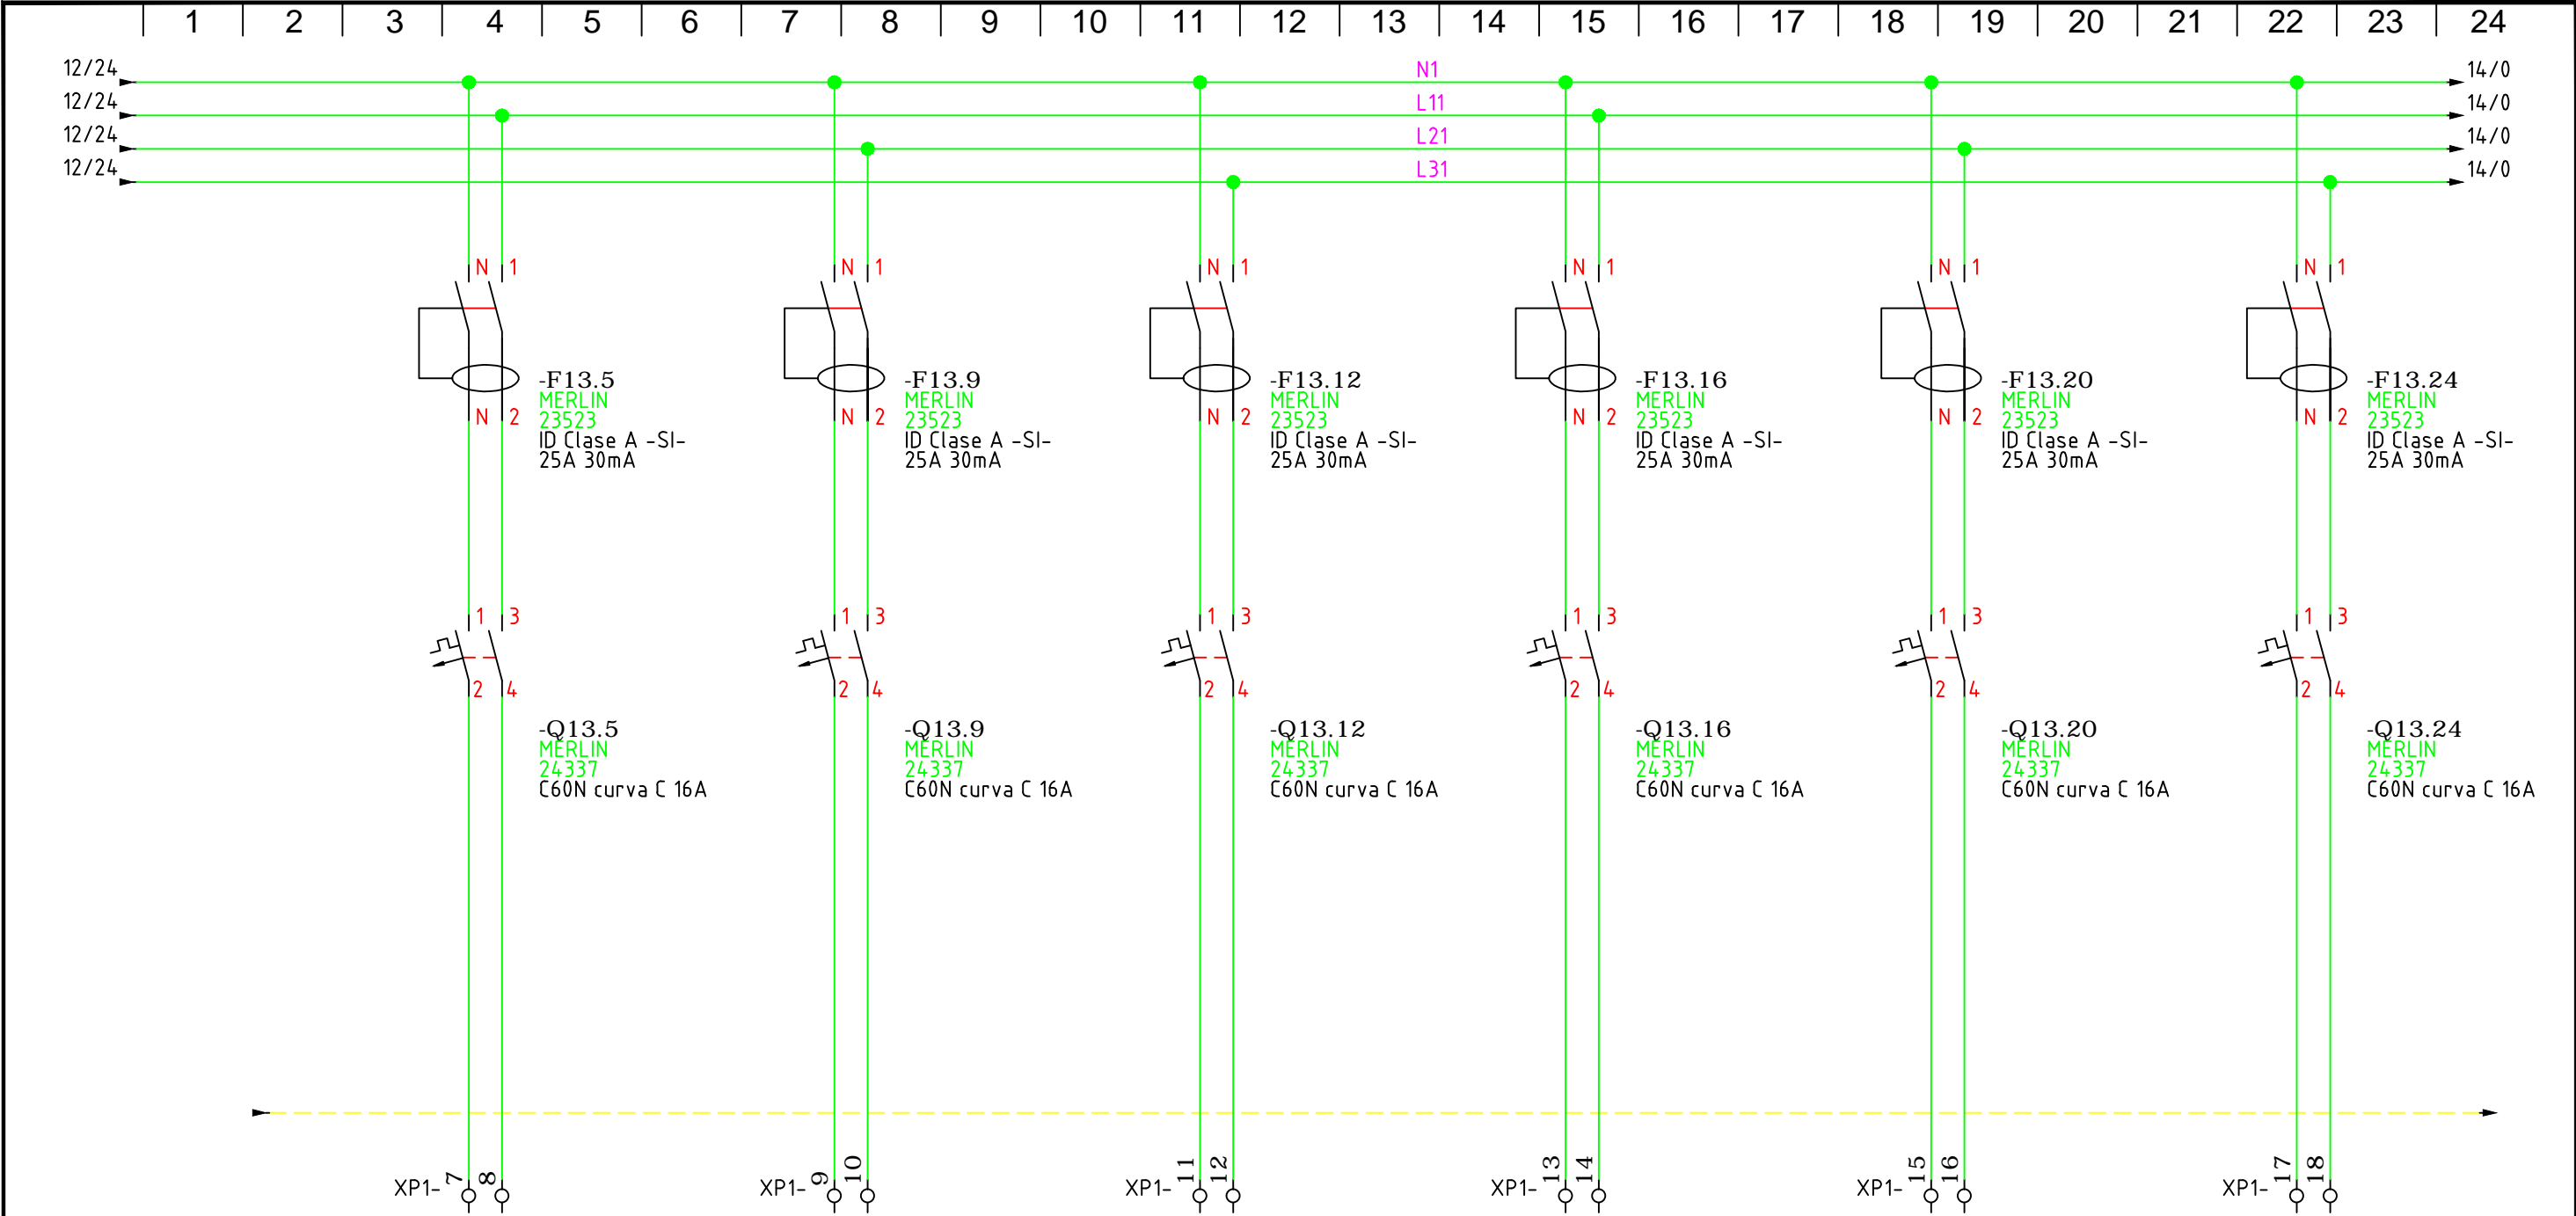 1 2 3 4 5 6 7 8 9 10 11 12 13 14 15 16 17 18 19 20 21 22 23 24
12/24 N1 14/0
12/24 L11 14/0
12/24 L21 14/0
12/24 L31 14/0
N 1 N 1 N 1 N 1 N 1 N 1
-F13.5 -F13.9 -F13.12 -F13.16 -F13.20 -F13.24
MERLIN MERLIN MERLIN MERLIN MERLIN MERLIN
N 2 23523 N 2 23523 N 2 23523 N 2 23523 N 2 23523 N 2 23523
ID Clase A -SI- ID Clase A -SI- ID Clase A -SI- ID Clase A -SI- ID Clase A -SI- ID Clase A -SI-
25A 30mA 25A 30mA 25A 30mA 25A 30mA 25A 30mA 25A 30mA
1 3 1 3 1 3 1 3 1 3 1 3
2 4 2 4 2 4 2 4 2 4 2 4
-Q13.5 -Q13.9 -Q13.12 -Q13.16 -Q13.20 -Q13.24
MERLIN MERLIN MERLIN MERLIN MERLIN MERLIN
24337 24337 24337 24337 24337 24337
C60N curva C 16A C60N curva C 16A C60N curva C 16A C60N curva C 16A C60N curva C 16A C60N curva C 16A
XP1- 7 8 XP1- 9 10 XP1- 11 12 XP1- 13 14 XP1- 15 16 XP1- 17 18